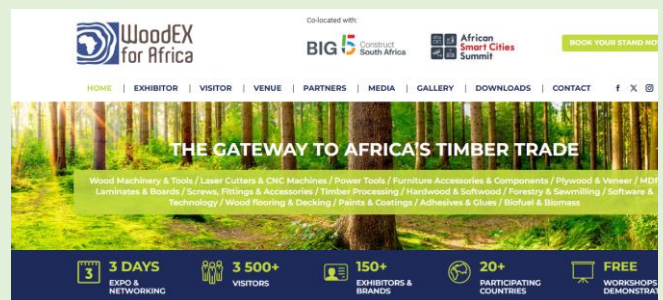 WoodEX
for Africa
Co-located with:
BIG 5 Construct
South Africa
African
Smart Cities
Summit
BOOK YOUR STAND NO
HOME | EXHIBITOR | VISITOR | VENUE | PARTNERS | MEDIA | GALLERY | DOWNLOADS | CONTACT
THE GATEWAY TO AFRICA'S TIMBER TRADE
Wood Machinery & Tools / Laser Cutters & CNC Machines / Power Tools / Furniture Accessories & Components / Plywood & Veneer / MDF
Laminates & Boards / Screws, Fittings & Accessories / Timber Processing / Hardwood & Softwood / Forestry & Sawmilling / Software &
Technology / Wood flooring & Decking / Paints & Coatings / Adhesives & Glues / Biofuel & Biomass
3
3 DAYS
EXPO &
NETWORKING
3 500+
VISITORS
150+
EXHIBITORS &
BRANDS
20+
PARTICIPATING
COUNTRIES
FREE
WORKSHOPS
DEMONSTRAT